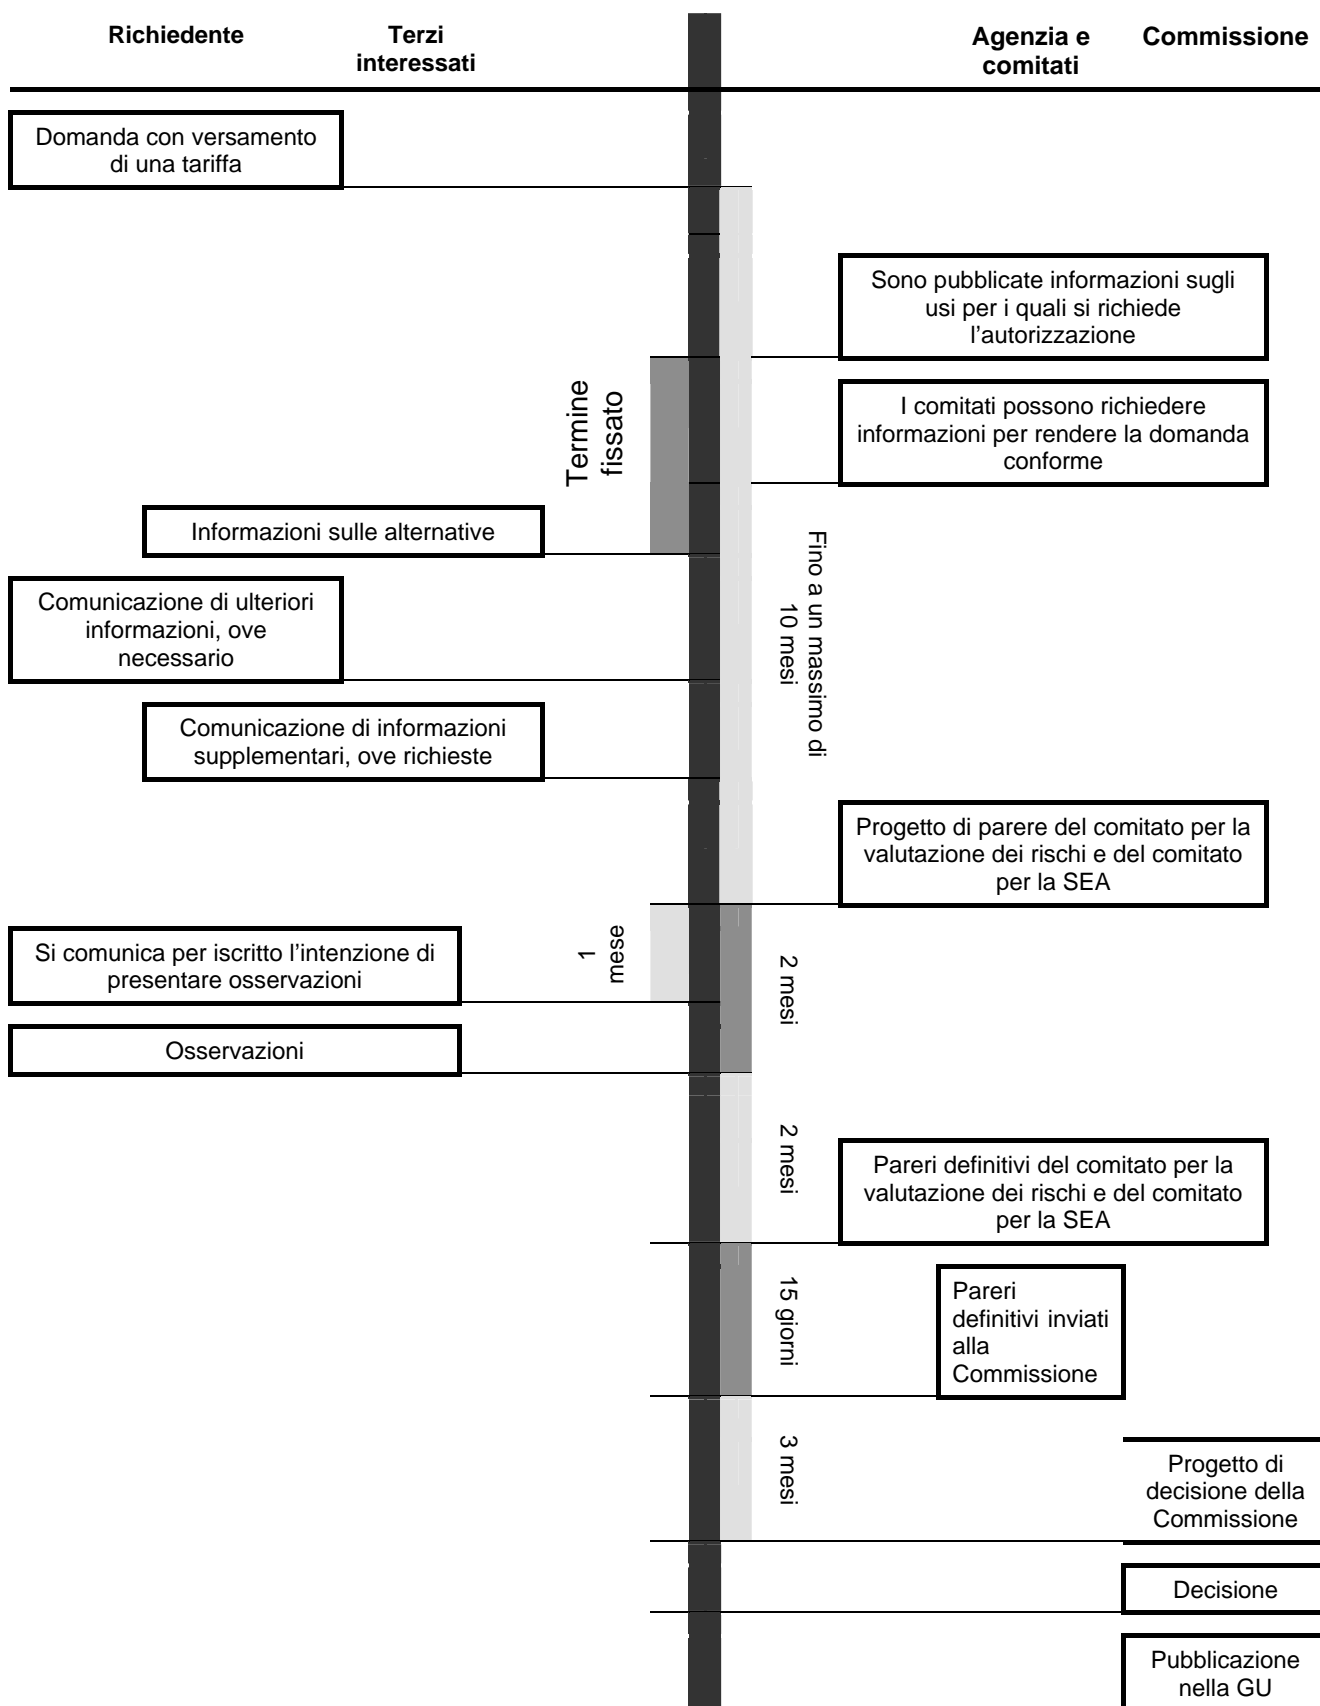 Richiedente
Terzi
interessati
Agenzia e
comitati
Commissione
Domanda con versamento
di una tariffa
Sono pubblicate informazioni sugli
usi per i quali si richiede
l’autorizzazione
Termine
fissato
I comitati possono richiedere
informazioni per rendere la domanda
conforme
Informazioni sulle alternative
Fino a un massimo di
10 mesi
Comunicazione di ulteriori
informazioni, ove
necessario
Comunicazione di informazioni
supplementari, ove richieste
Progetto di parere del comitato per la
valutazione dei rischi e del comitato
per la SEA
Si comunica per iscritto l’intenzione di
presentare osservazioni
1
mese
2 mesi
Osservazioni
2 mesi
Pareri definitivi del comitato per la
valutazione dei rischi e del comitato
per la SEA
15 giorni
Pareri
definitivi inviati
alla
Commissione
3 mesi
Progetto di
decisione della
Commissione
Decisione
Pubblicazione
nella GU